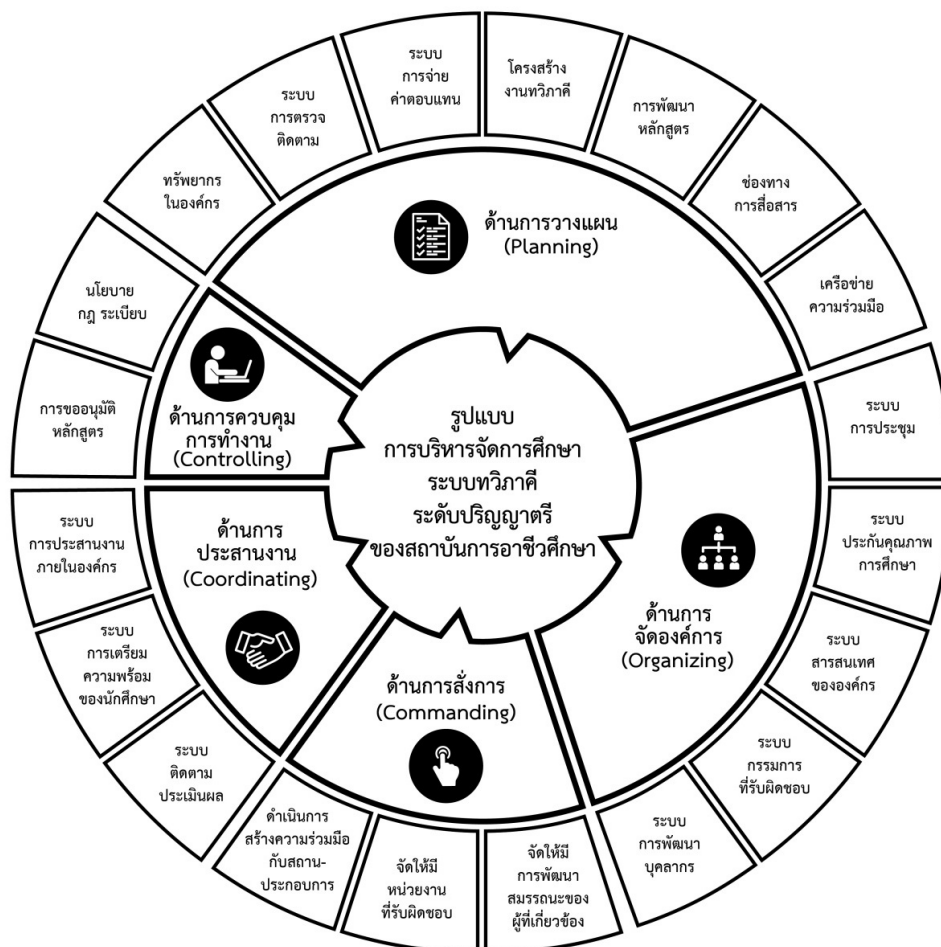 รูปแบบ
การบริหารจัดการศึกษา
ระบบทวิภาคี
ระดับปริญญาตรี
ของสถาบันการอาชีวศึกษา
ด้านการวางแผน
(Planning)
โครงสร้าง
งานทวิภาคี
การพัฒนา
หลักสูตร
ช่องทาง
การสื่อสาร
เครือข่าย
ความร่วมมือ
ด้านการ
จัดองค์การ
(Organizing)
ระบบ
การประชุม
ระบบ
ประกันคุณภาพ
การศึกษา
ระบบ
สารสนเทศ
ขององค์กร
ระบบ
กรรมการ
ที่รับผิดชอบ
ระบบ
การพัฒนา
บุคลากร
ด้านการสั่งการ
(Commanding)
จัดให้มี
การพัฒนา
สมรรถนะของ
ผู้ที่เกี่ยวข้อง
จัดให้มี
หน่วยงาน
ที่รับผิดชอบ
ดำเนินการ
สร้างความร่วมมือ
กับสถาน-
ประกอบการ
ด้านการ
ประสานงาน
(Coordinating)
ระบบ
ติดตาม
ประเมินผล
ระบบ
การเตรียม
ความพร้อม
ของนักศึกษา
ระบบ
การประสานงาน
ภายในองค์กร
ด้านการควบคุม
การทำงาน
(Controlling)
การขออนุมัติ
หลักสูตร
นโยบาย
กฎ ระเบียบ
ทรัพยากร
ในองค์กร
ระบบ
การตรวจ
ติดตาม
ระบบ
การจ่าย
ค่าตอบแทน